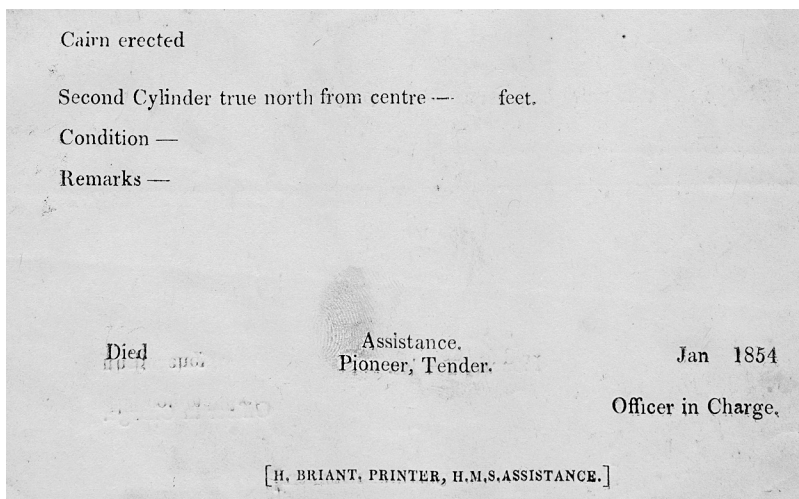 Cairn erected
Second Cylinder true north from centre — feet.
Condition —
Remarks —
Died Assistance. Jan 1854
Pioneer, Tender.
Officer in Charge.
[H. BRIANT, PRINTER, H.M.S. ASSISTANCE.]